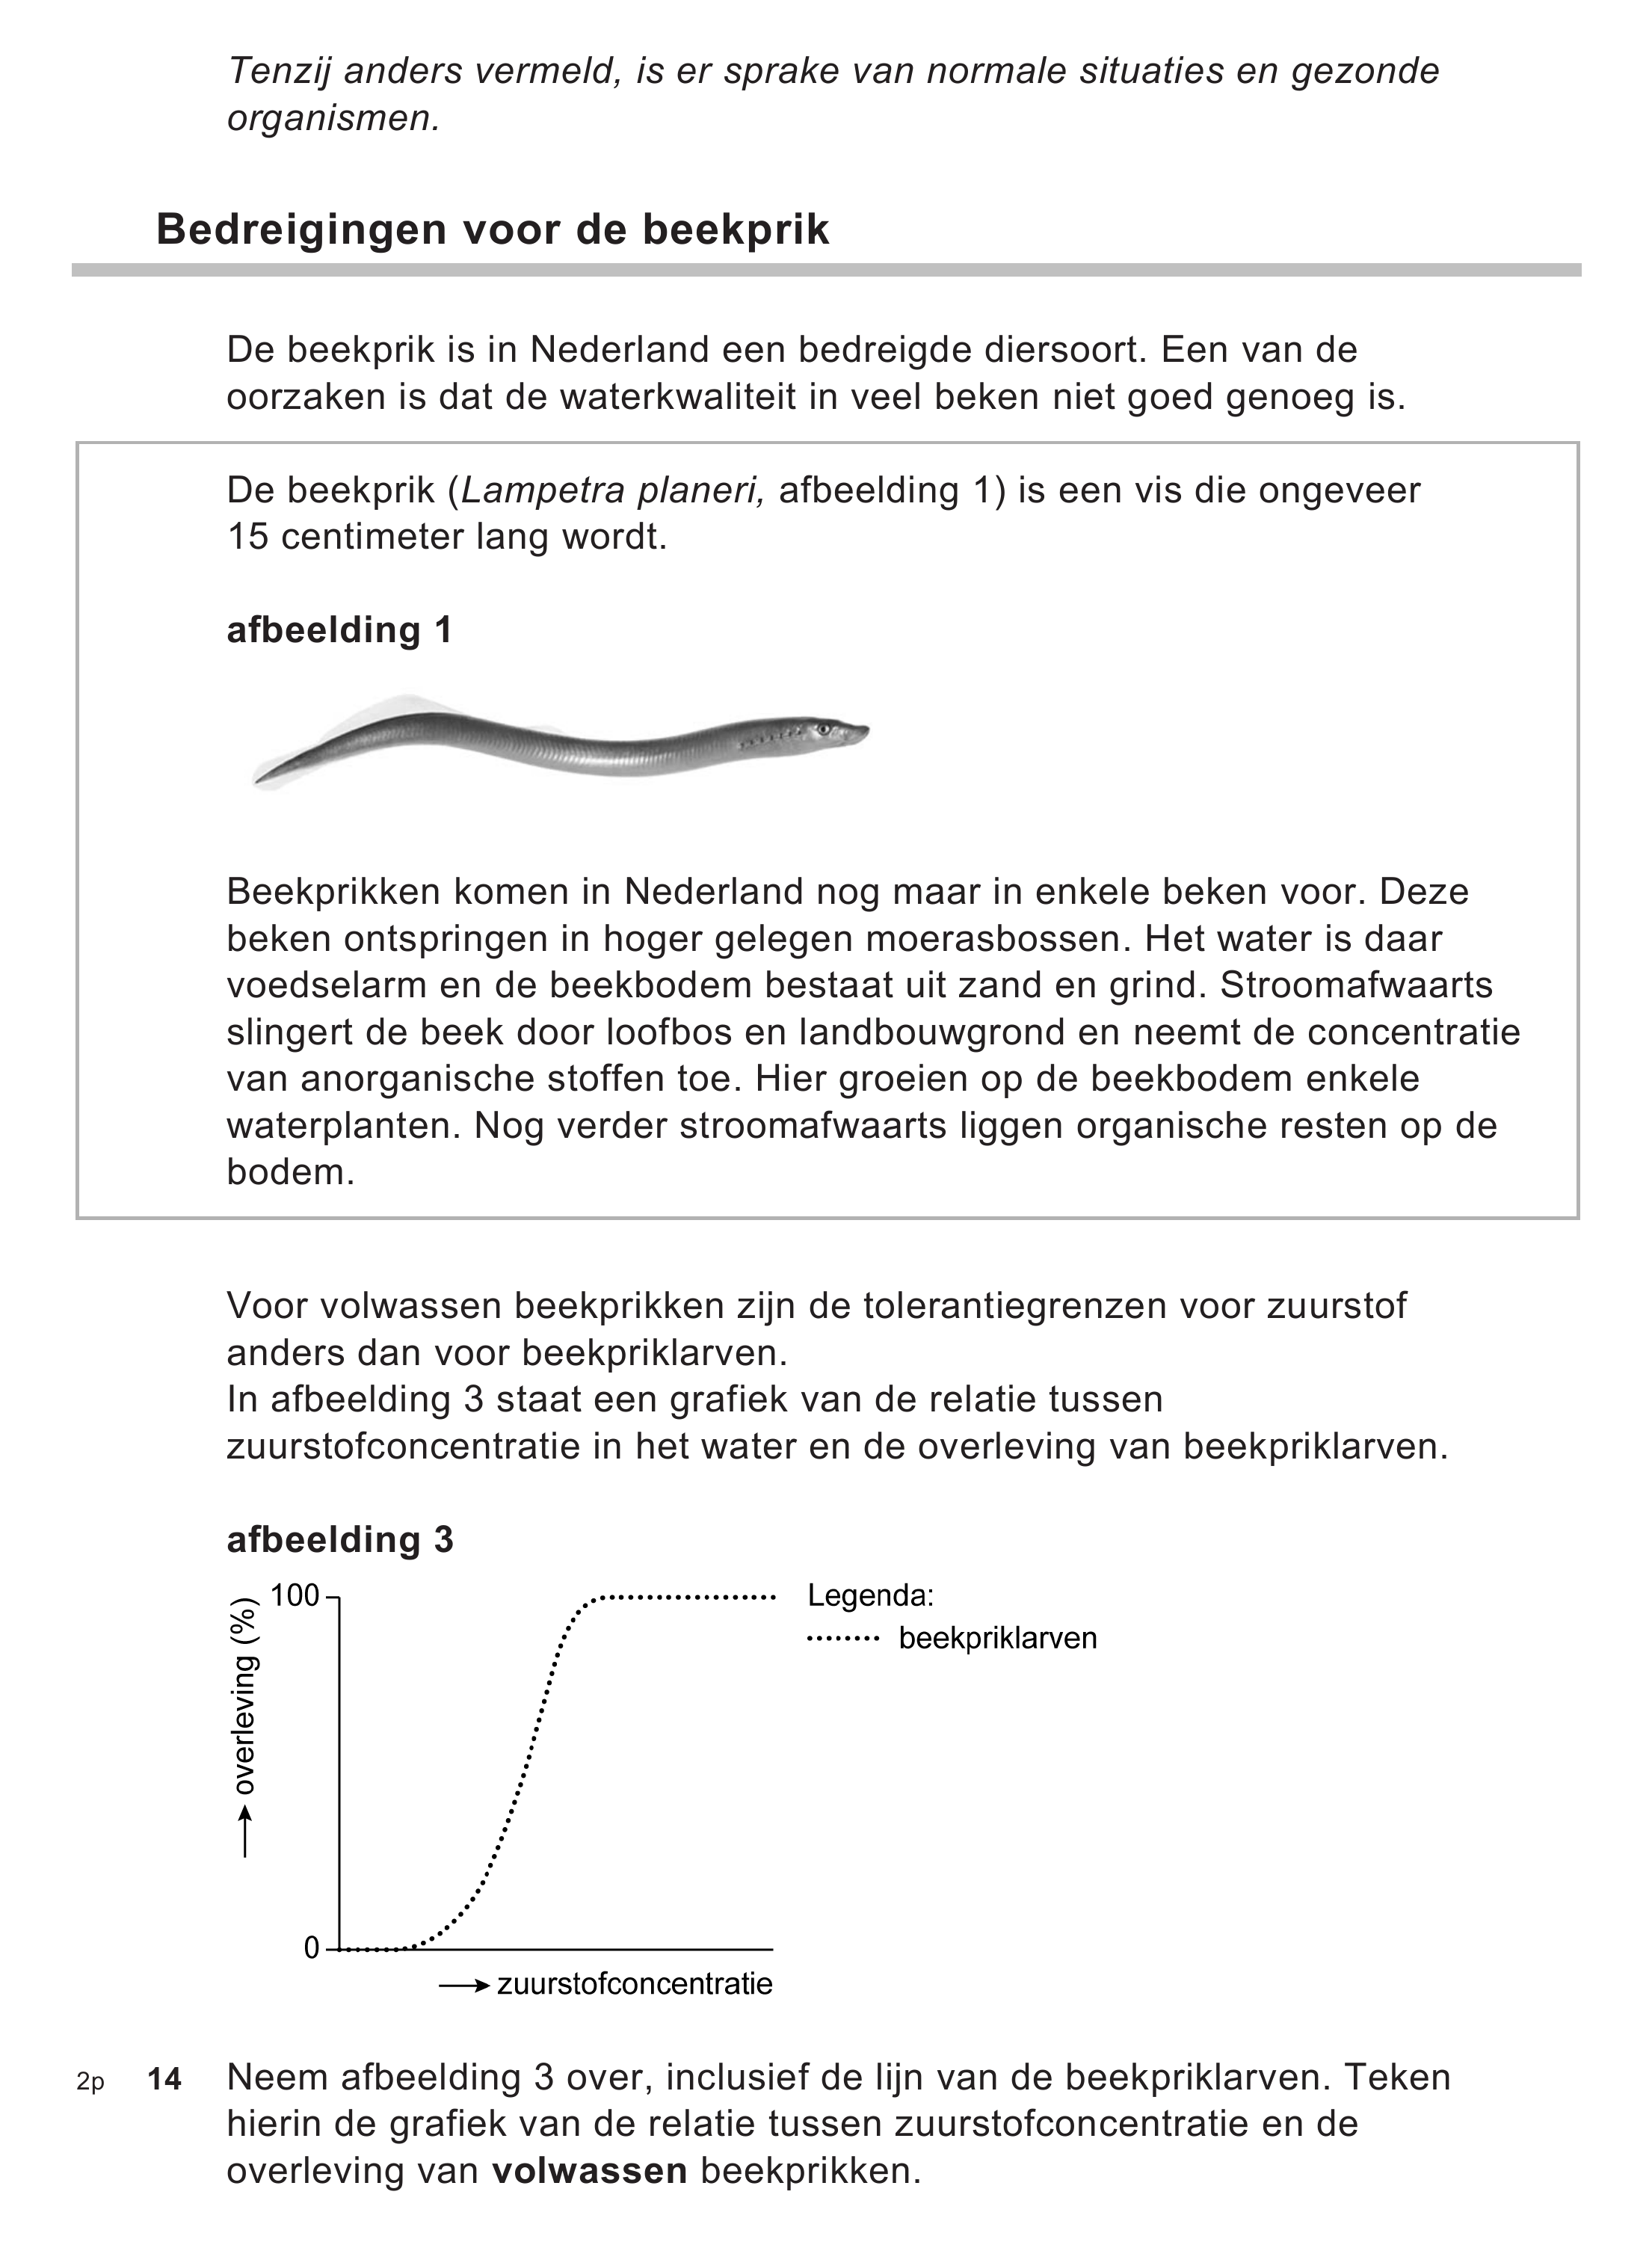 Tenzij anders vermeld, is er sprake van normale situaties en gezonde
organismen.
Bedreigingen voor de beekprik
De beekprik is in Nederland een bedreigde diersoort. Een van de
oorzaken is dat de waterkwaliteit in veel beken niet goed genoeg is.
De beekprik (Lampetra planeri, afbeelding 1) is een vis die ongeveer
15 centimeter lang wordt.
afbeelding 1
Beekprikken komen in Nederland nog maar in enkele beken voor. Deze
beken ontspringen in hoger gelegen moerasbossen. Het water is daar
voedselarm en de beekbodem bestaat uit zand en grind. Stroomafwaarts
slingert de beek door loofbos en landbouwgrond en neemt de concentratie
van anorganische stoffen toe. Hier groeien op de beekbodem enkele
waterplanten. Nog verder stroomafwaarts liggen organische resten op de
bodem.
Voor volwassen beekprikken zijn de tolerantiegrenzen voor zuurstof
anders dan voor beekpriklarven.
In afbeelding 3 staat een grafiek van de relatie tussen
zuurstofconcentratie in het water en de overleving van beekpriklarven.
afbeelding 3
100
overleving (%)
0
zuurstofconcentratie
Legenda:
beekpriklarven
2p 14 Neem afbeelding 3 over, inclusief de lijn van de beekpriklarven. Teken
hierin de grafiek van de relatie tussen zuurstofconcentratie en de
overleving van volwassen beekprikken.